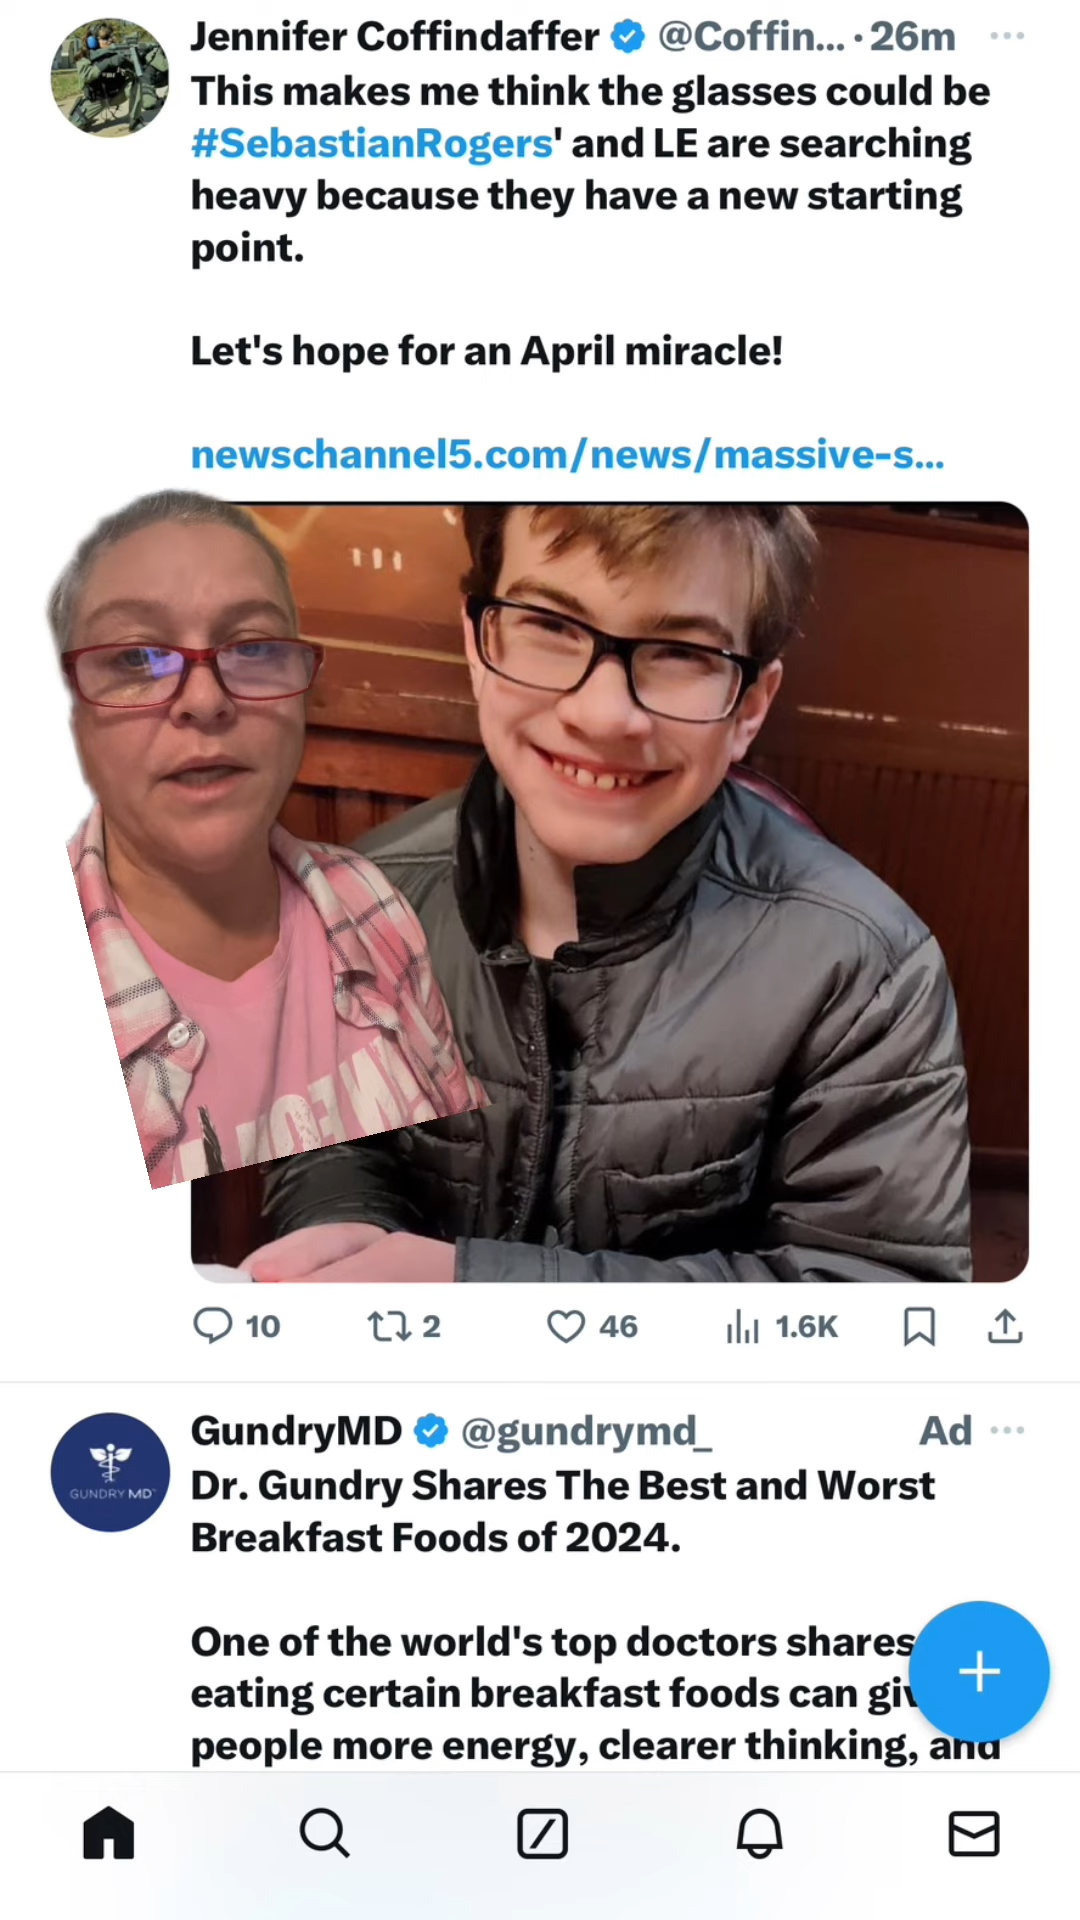 Jennifer Coffindaffer @Coffin... · 26m
This makes me think the glasses could be
#SebastianRogers' and LE are searching
heavy because they have a new starting
point.
Let's hope for an April miracle!
newschannel5.com/news/massive-s...
10 2 46 1.6K
GundryMD @gundrymd_ Ad
GUNDRY MD
Dr. Gundry Shares The Best and Worst
Breakfast Foods of 2024.
One of the world's top doctors shares
eating certain breakfast foods can
people more energy, clearer thinking, and